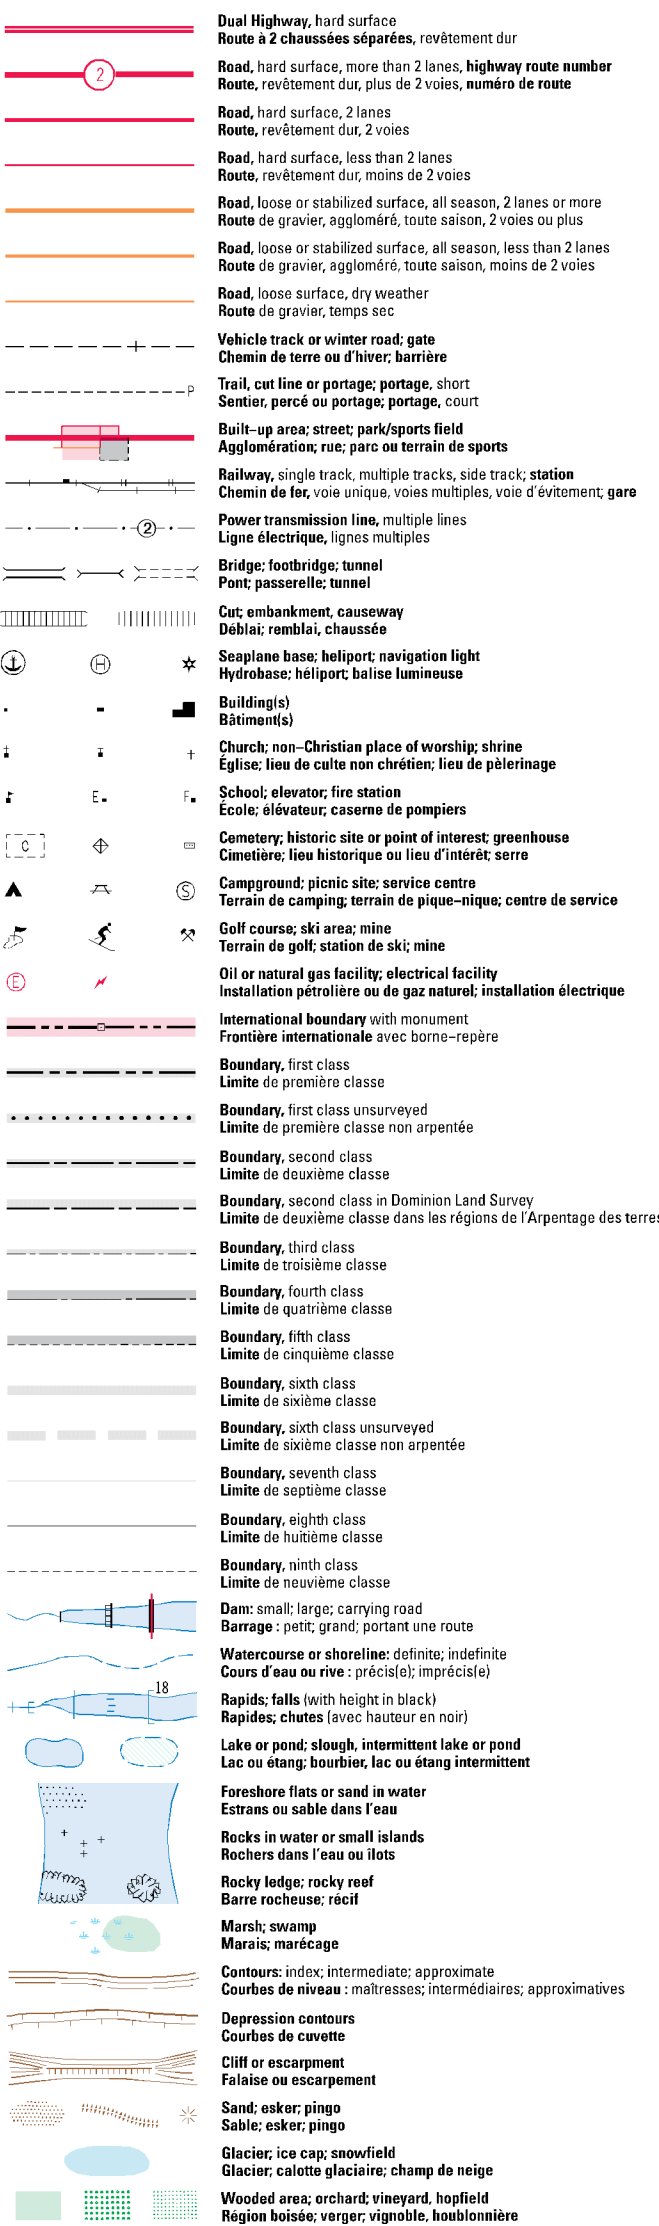 Dual Highway, hard surface
Route à 2 chaussées séparées, revêtement dur
2
Road, hard surface, more than 2 lanes, highway route number
Route, revêtement dur, plus de 2 voies, numéro de route
Road, hard surface, 2 lanes
Route, revêtement dur, 2 voies
Road, hard surface, less than 2 lanes
Route, revêtement dur, moins de 2 voies
Road, loose or stabilized surface, all season, 2 lanes or more
Route de gravier, aggloméré, toute saison, 2 voies ou plus
Road, loose or stabilized surface, all season, less than 2 lanes
Route de gravier, aggloméré, toute saison, moins de 2 voies
Road, loose surface, dry weather
Route de gravier, temps sec
Vehicle track or winter road; gate
Chemin de terre ou d'hiver; barrière
P
Trail, cut line or portage; portage, short
Sentier, percé ou portage; portage, court
Built-up area; street; park/sports field
Agglomération; rue; parc ou terrain de sports
Railway, single track, multiple tracks, side track; station
Chemin de fer, voie unique, voies multiples, voie d'évitement; gare
2
Power transmission line, multiple lines
Ligne électrique, lignes multiples
Bridge; footbridge; tunnel
Pont; passerelle; tunnel
Cut; embankment, causeway
Déblai; remblai, chaussée
H
Seaplane base; heliport; navigation light
Hydrobase; héliport; balise lumineuse
Building(s)
Bâtiment(s)
Church; non-Christian place of worship; shrine
Église; lieu de culte non chrétien; lieu de pèlerinage
E F
School; elevator; fire station
École; élévateur; caserne de pompiers
C
Cemetery; historic site or point of interest; greenhouse
Cimetière; lieu historique ou lieu d'intérêt; serre
S
Campground; picnic site; service centre
Terrain de camping; terrain de pique-nique; centre de service
Golf course; ski area; mine
Terrain de golf; station de ski; mine
E
Oil or natural gas facility; electrical facility
Installation pétrolière ou de gaz naturel; installation électrique
International boundary with monument
Frontière internationale avec borne-repère
Boundary, first class
Limite de première classe
Boundary, first class unsurveyed
Limite de première classe non arpentée
Boundary, second class
Limite de deuxième classe
Boundary, second class in Dominion Land Survey
Limite de deuxième classe dans les régions de l'Arpentage des terres
Boundary, third class
Limite de troisième classe
Boundary, fourth class
Limite de quatrième classe
Boundary, fifth class
Limite de cinquième classe
Boundary, sixth class
Limite de sixième classe
Boundary, sixth class unsurveyed
Limite de sixième classe non arpentée
Boundary, seventh class
Limite de septième classe
Boundary, eighth class
Limite de huitième classe
Boundary, ninth class
Limite de neuvième classe
Dam: small; large; carrying road
Barrage : petit; grand; portant une route
Watercourse or shoreline: definite; indefinite
Cours d'eau ou rive : précis(e); imprécis(e)
18
Rapids; falls (with height in black)
Rapides; chutes (avec hauteur en noir)
Lake or pond; slough, intermittent lake or pond
Lac ou étang; bourbier, lac ou étang intermittent
Foreshore flats or sand in water
Estrans ou sable dans l'eau
Rocks in water or small islands
Rochers dans l'eau ou îlots
Rocky ledge; rocky reef
Barre rocheuse; récif
Marsh; swamp
Marais; marécage
Contours: index; intermediate; approximate
Courbes de niveau : maîtresses; intermédiaires; approximatives
Depression contours
Courbes de cuvette
Cliff or escarpment
Falaise ou escarpement
Sand; esker; pingo
Sable; esker; pingo
Glacier; ice cap; snowfield
Glacier; calotte glaciaire; champ de neige
Wooded area; orchard; vineyard, hopfield
Région boisée; verger; vignoble, houblonnière